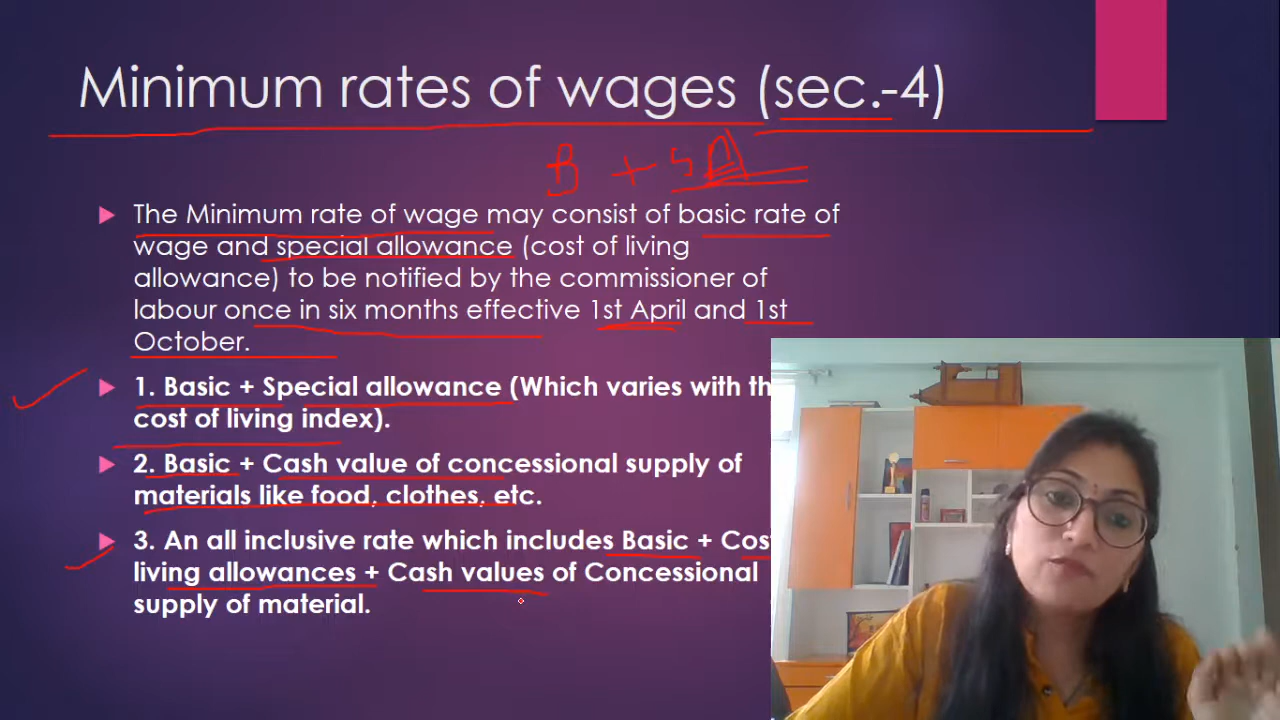 Minimum rates of wages (sec.-4)
B + SA
The Minimum rate of wage may consist of basic rate of
wage and special allowance (cost of living
allowance) to be notified by the commissioner of
labour once in six months effective 1st April and 1st
October.
1. Basic + Special allowance (Which varies with th
cost of living index).
2. Basic + Cash value of concessional supply of
materials like food, clothes, etc.
3. An all inclusive rate which includes Basic + Cos
living allowances + Cash values of Concessional
supply of material.